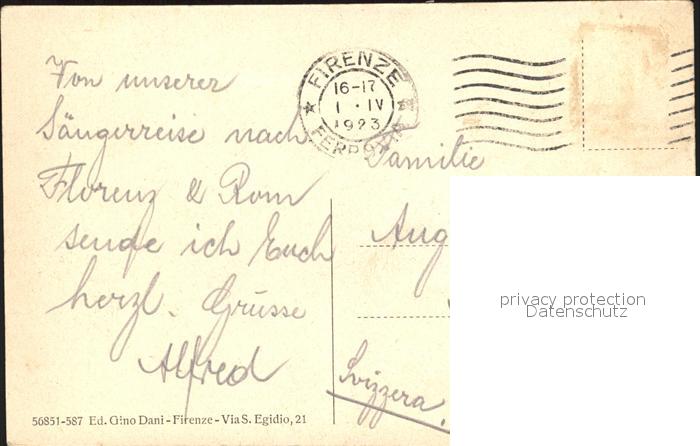 Von unserer
Sängerreise nach
Florenz & Rom
sende ich Euch
herzl. Grüsse
Alfred
FIRENZE
16-17
1 · IV
1923
FERROVIA
Familie
Aug
Svizzera.
privacy protection
Datenschutz
56851-587 Ed. Gino Dani - Firenze - Via S. Egidio, 21